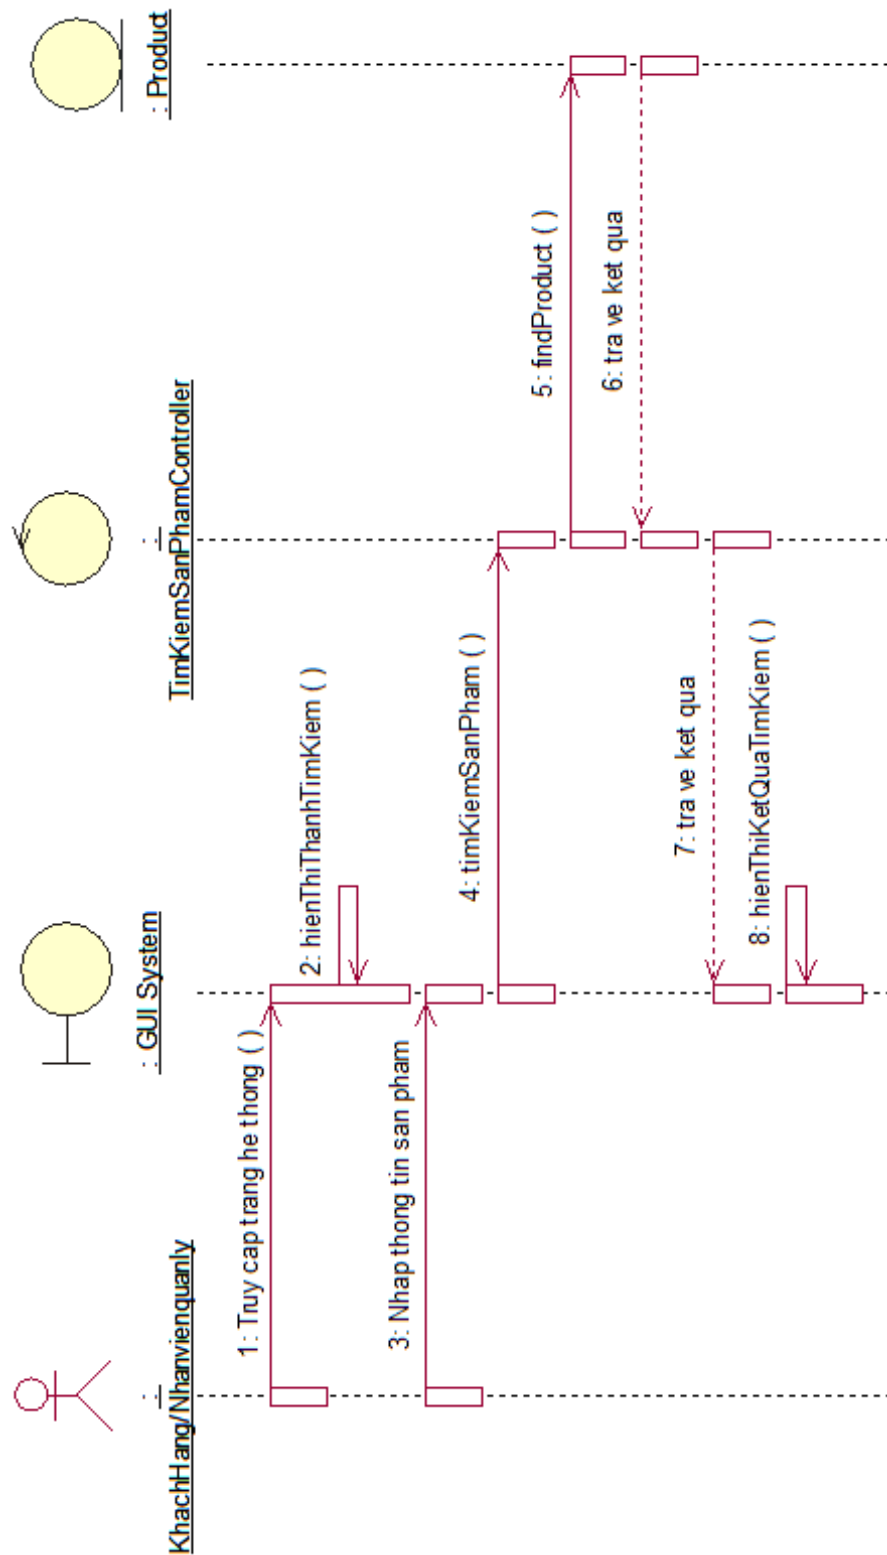 :
KhachHang/Nhanvienquanly
: GUI System
:
TimKiemSanPhamController
: Product
1: Truy cap trang he thong ( )
2: hienThiThanhTimKiem ( )
3: Nhap thong tin san pham
4: timKiemSanPham ( )
5: findProduct ( )
6: tra ve ket qua
7: tra ve ket qua
8: hienThiKetQuaTimKiem ( )